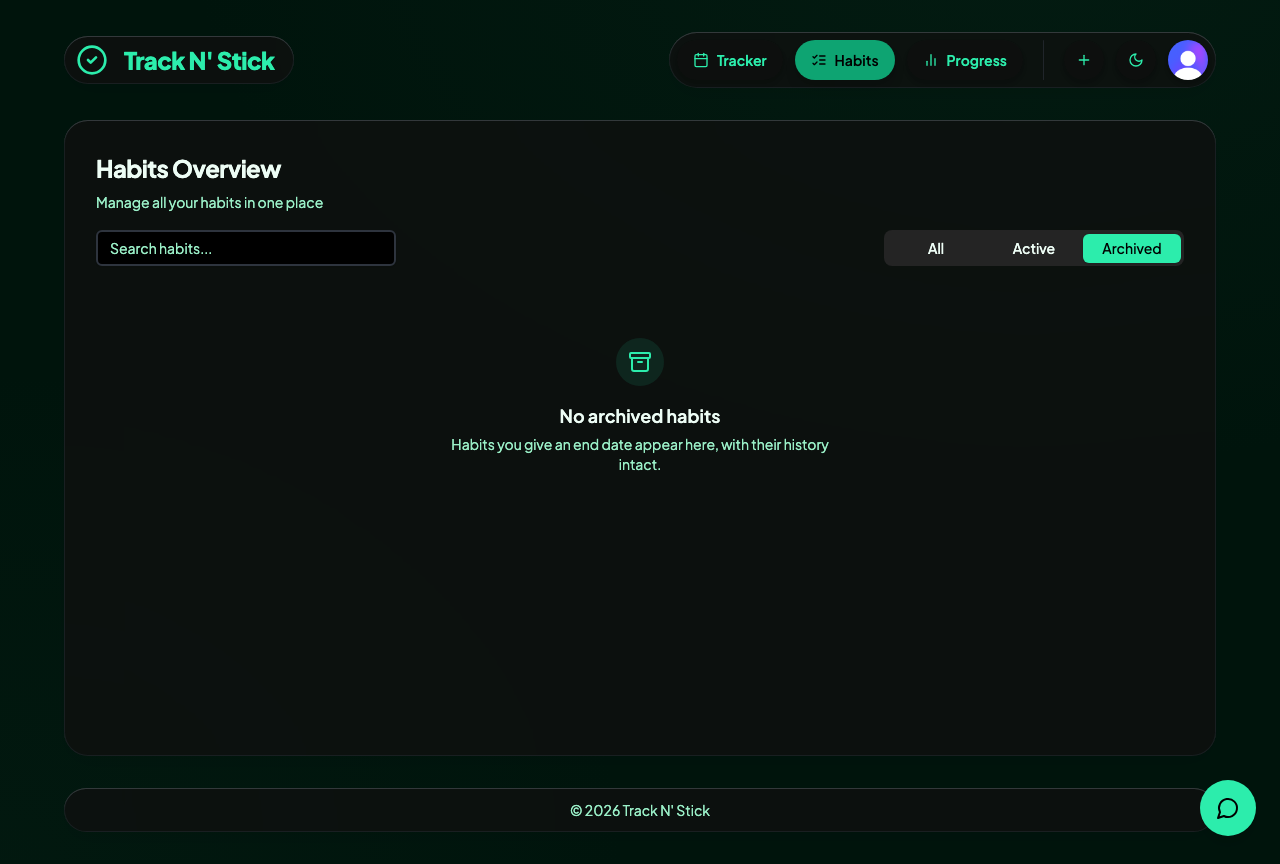 Track N' Stick
Tracker
Habits
Progress
Habits Overview
Manage all your habits in one place
Search habits...
All
Active
Archived
No archived habits
Habits you give an end date appear here, with their history
intact.
© 2026 Track N' Stick